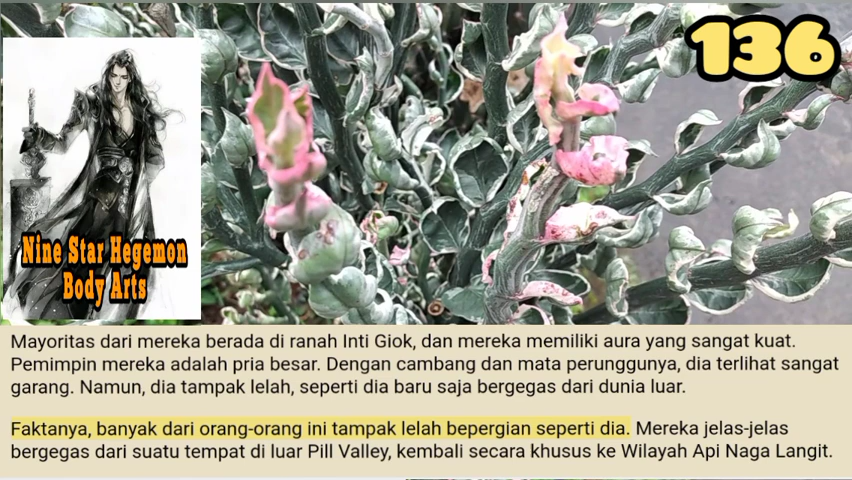 136
Nine Star Hegemon
Body Arts
Mayoritas dari mereka berada di ranah Inti Giok, dan mereka memiliki aura yang sangat kuat.
Pemimpin mereka adalah pria besar. Dengan cambang dan mata perunggunya, dia terlihat sangat
garang. Namun, dia tampak lelah, seperti dia baru saja bergegas dari dunia luar.
Faktanya, banyak dari orang-orang ini tampak lelah bepergian seperti dia. Mereka jelas-jelas
bergegas dari suatu tempat di luar Pill Valley, kembali secara khusus ke Wilayah Api Naga Langit.